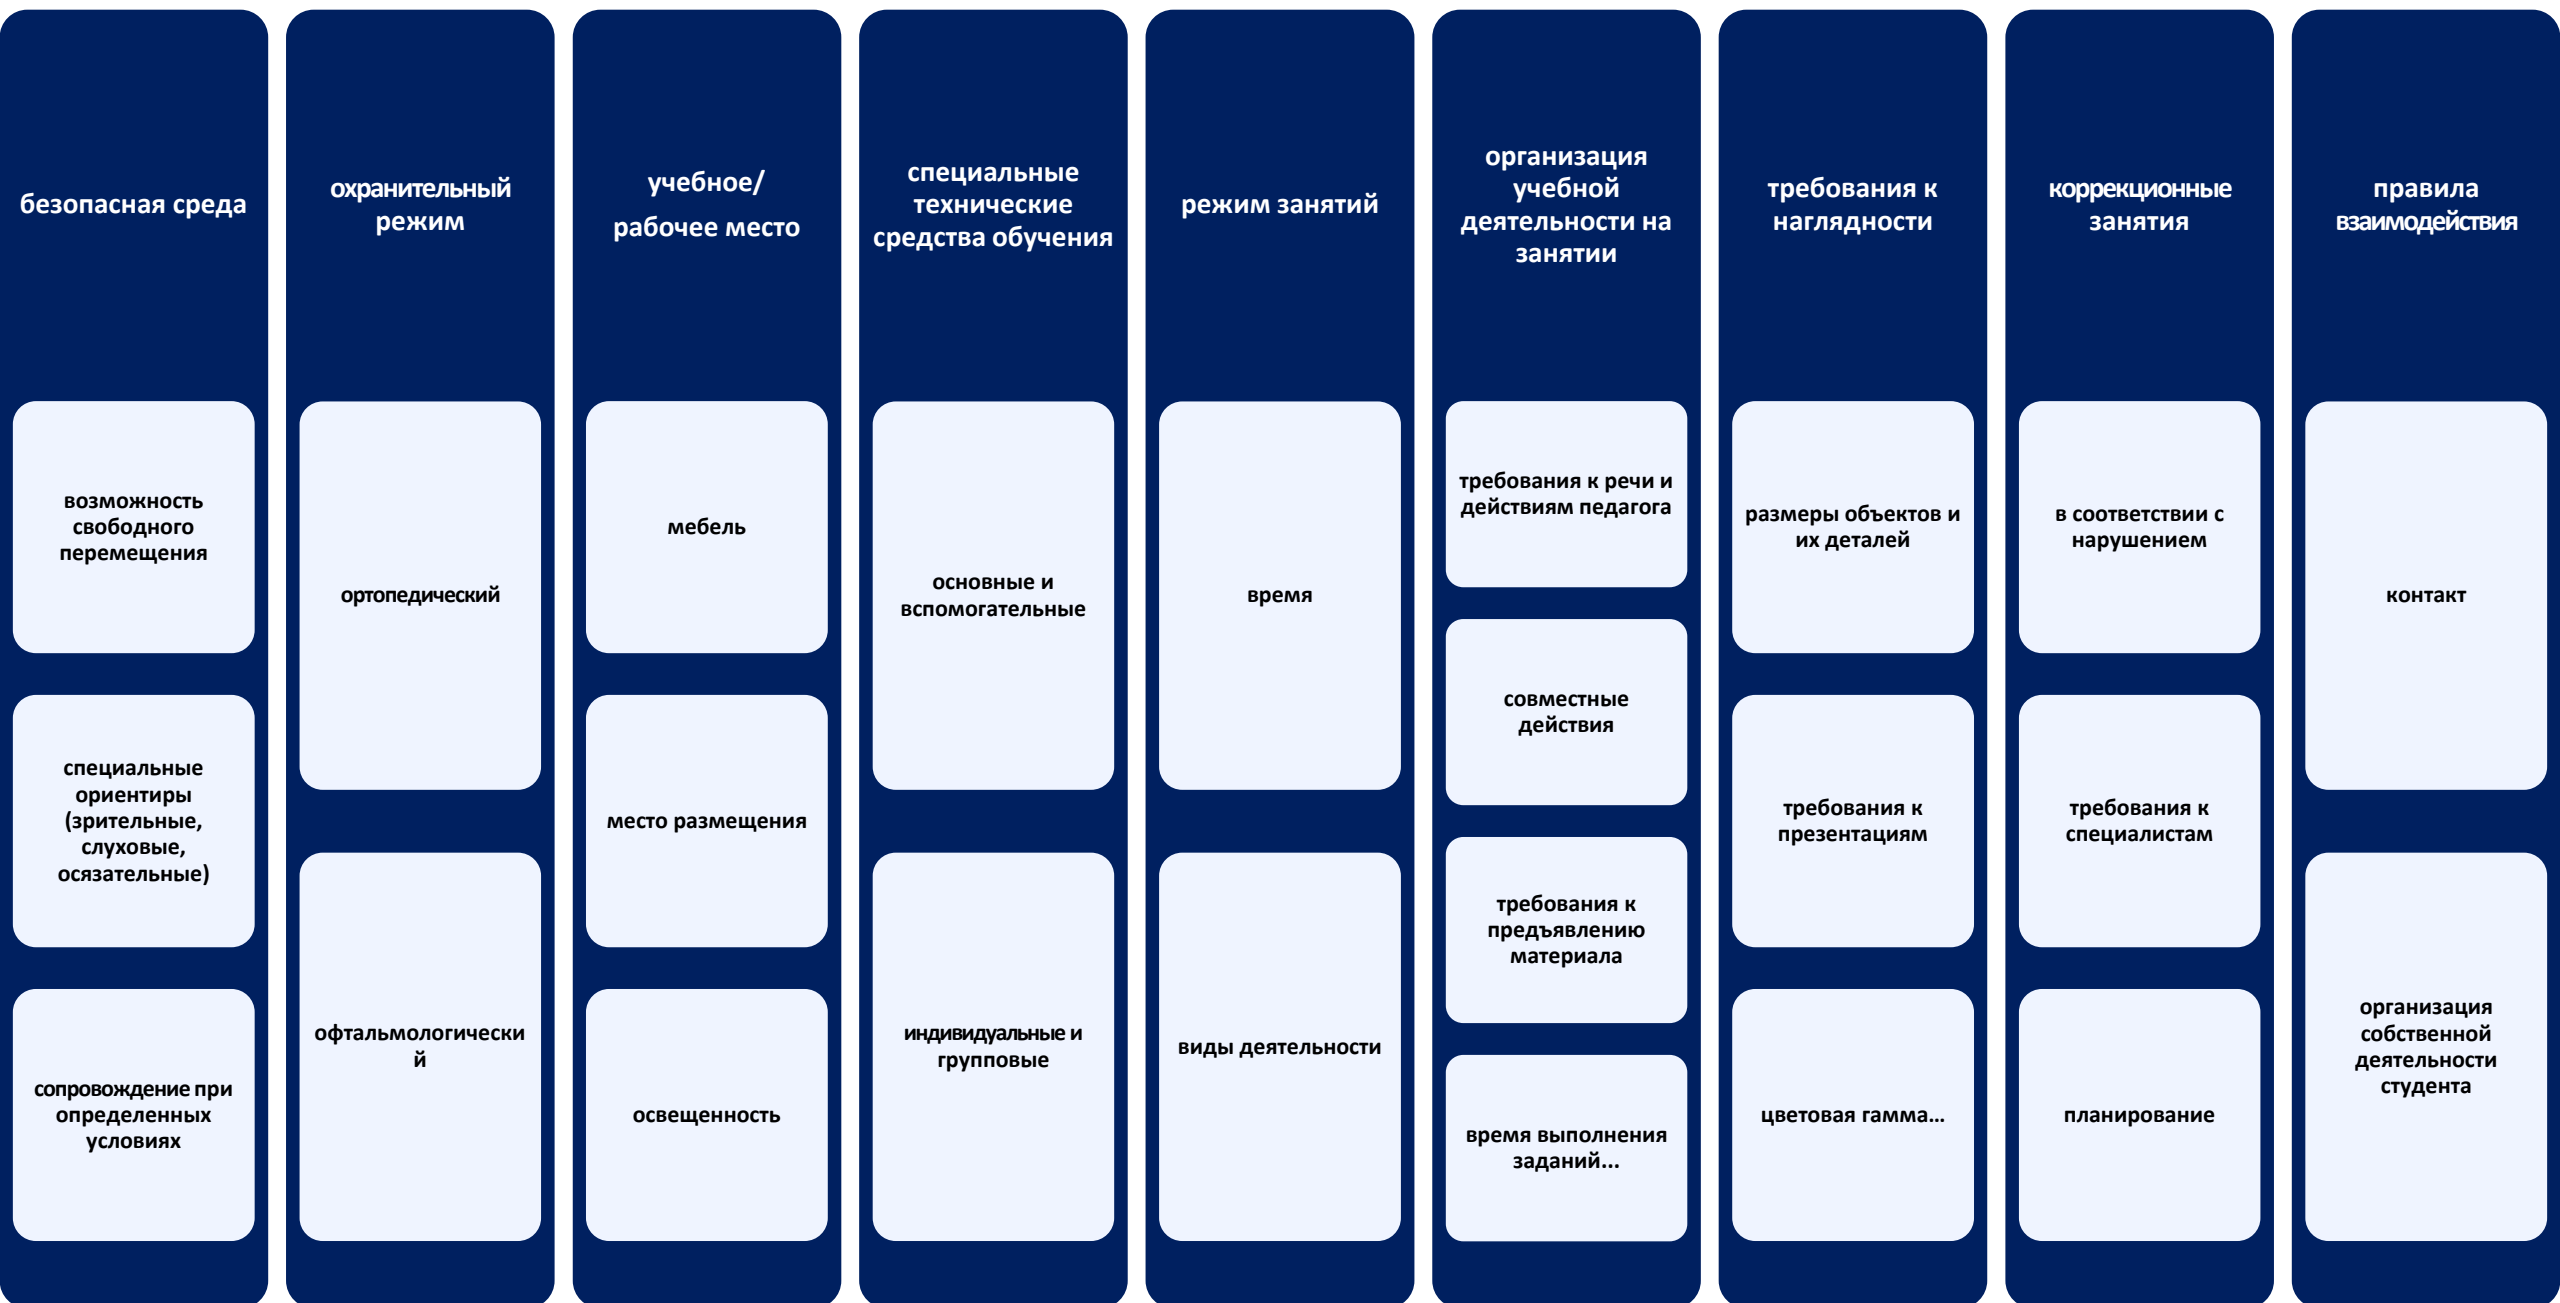 безопасная среда
возможность
свободного
перемещения
специальные
ориентиры
(зрительные,
слуховые,
осязательные)
сопровождение при
определенных
условиях
охранительный
режим
ортопедический
офтальмологически
й
учебное/
рабочее место
мебель
место размещения
освещенность
специальные
технические
средства обучения
основные и
вспомогательные
индивидуальные и
групповые
режим занятий
время
виды деятельности
организация
учебной
деятельности на
занятии
требования к речи и
действиям педагога
совместные
действия
требования к
предъявлению
материала
время выполнения
заданий...
требования к
наглядности
размеры объектов и
их деталей
требования к
презентациям
цветовая гамма...
коррекционные
занятия
в соответствии с
нарушением
требования к
специалистам
планирование
правила
взаимодействия
контакт
организация
собственной
деятельности
студента